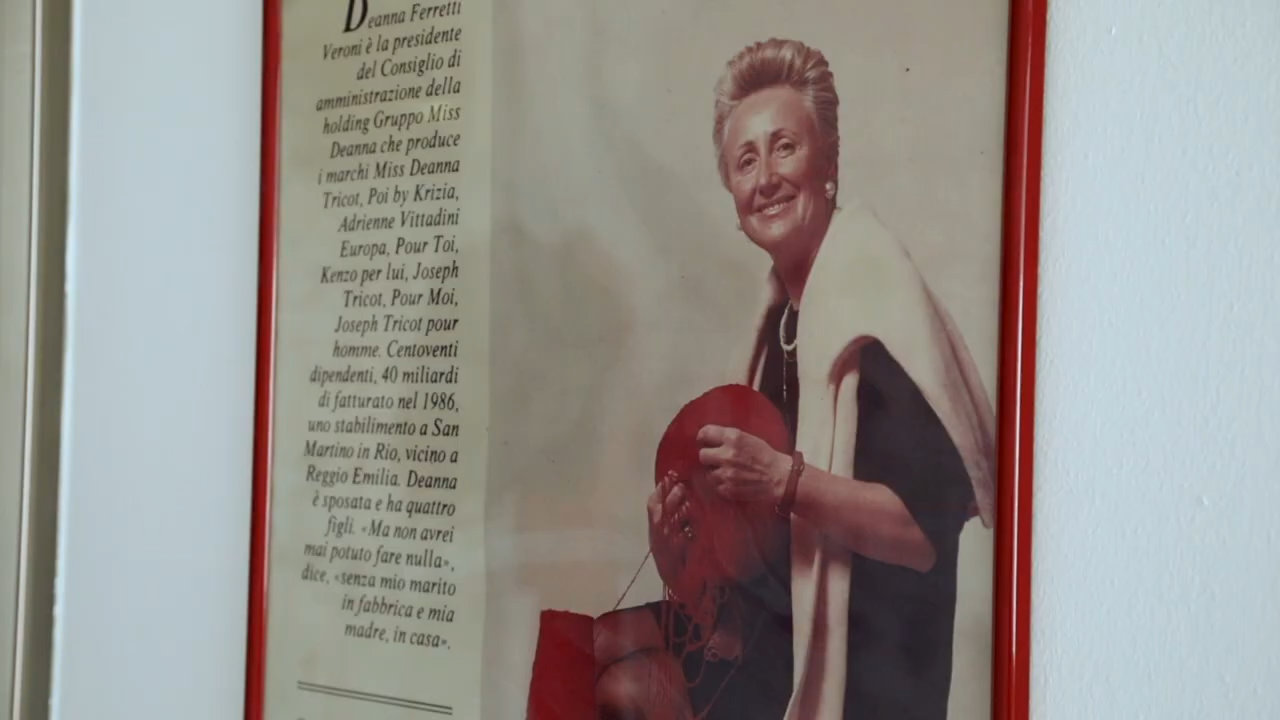 Deanna Ferretti
Veroni è la presidente
del Consiglio di
amministrazione della
holding Gruppo Miss
Deanna che produce
i marchi Miss Deanna
Tricot, Poi by Krizia,
Adrienne Vittadini
Europa, Pour Toi,
Kenzo per lui, Joseph
Tricot, Pour Moi,
Joseph Tricot pour
homme. Centoventi
dipendenti, 40 miliardi
di fatturato nel 1986,
uno stabilimento a San
Martino in Rio, vicino a
Reggio Emilia. Deanna
è sposata e ha quattro
figli. «Ma non avrei
mai potuto fare nulla»,
dice, «senza mio marito
in fabbrica e mia
madre, in casa».